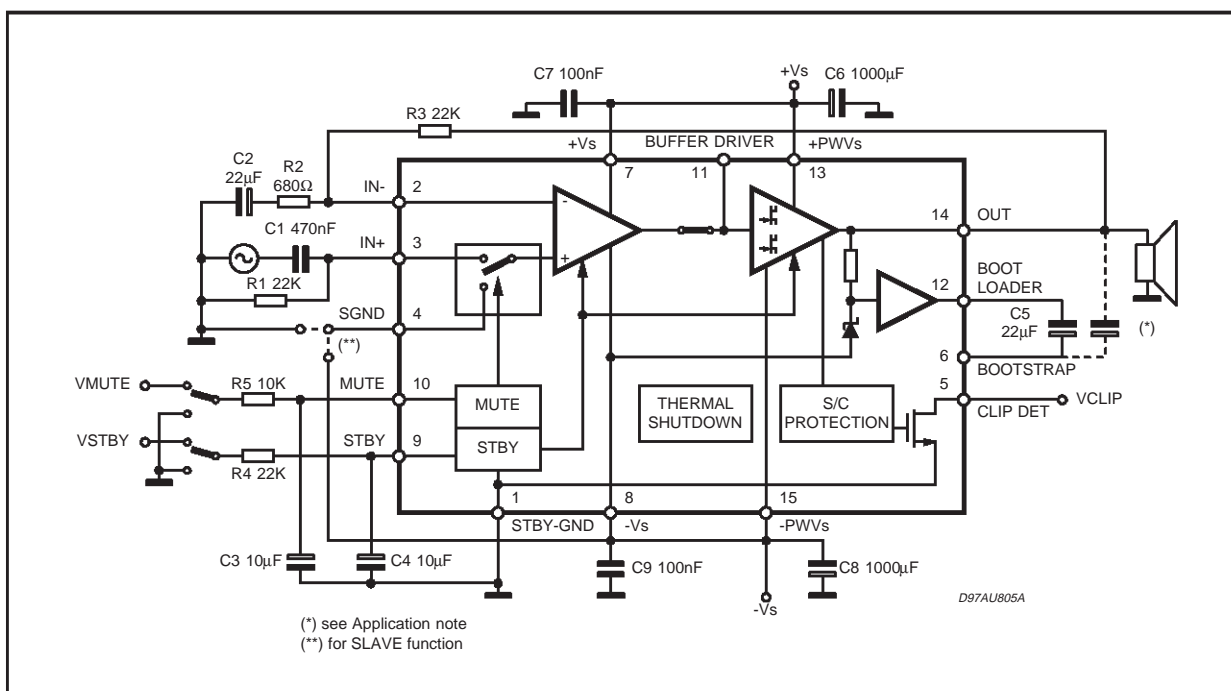 C7 100nF
+Vs
C6 1000µF
R3 22K
+Vs
BUFFER DRIVER
+PWVs
C2
22µF
R2
680Ω
IN-
2
7
11
13
-
14
OUT
C1 470nF
IN+
3
+
R1 22K
12
BOOT
LOADER
SGND
4
C5
22µF
(*)
(**)
6
BOOTSTRAP
VMUTE
R5 10K
MUTE
10
MUTE
THERMAL
SHUTDOWN
S/C
PROTECTION
5
VCLIP
CLIP DET
VSTBY
R4 22K
STBY
9
STBY
1
8
15
STBY-GND
-Vs
-PWVs
C3 10µF
C4 10µF
C9 100nF
C8 1000µF
-Vs
D97AU805A
(*) see Application note
(**) for SLAVE function